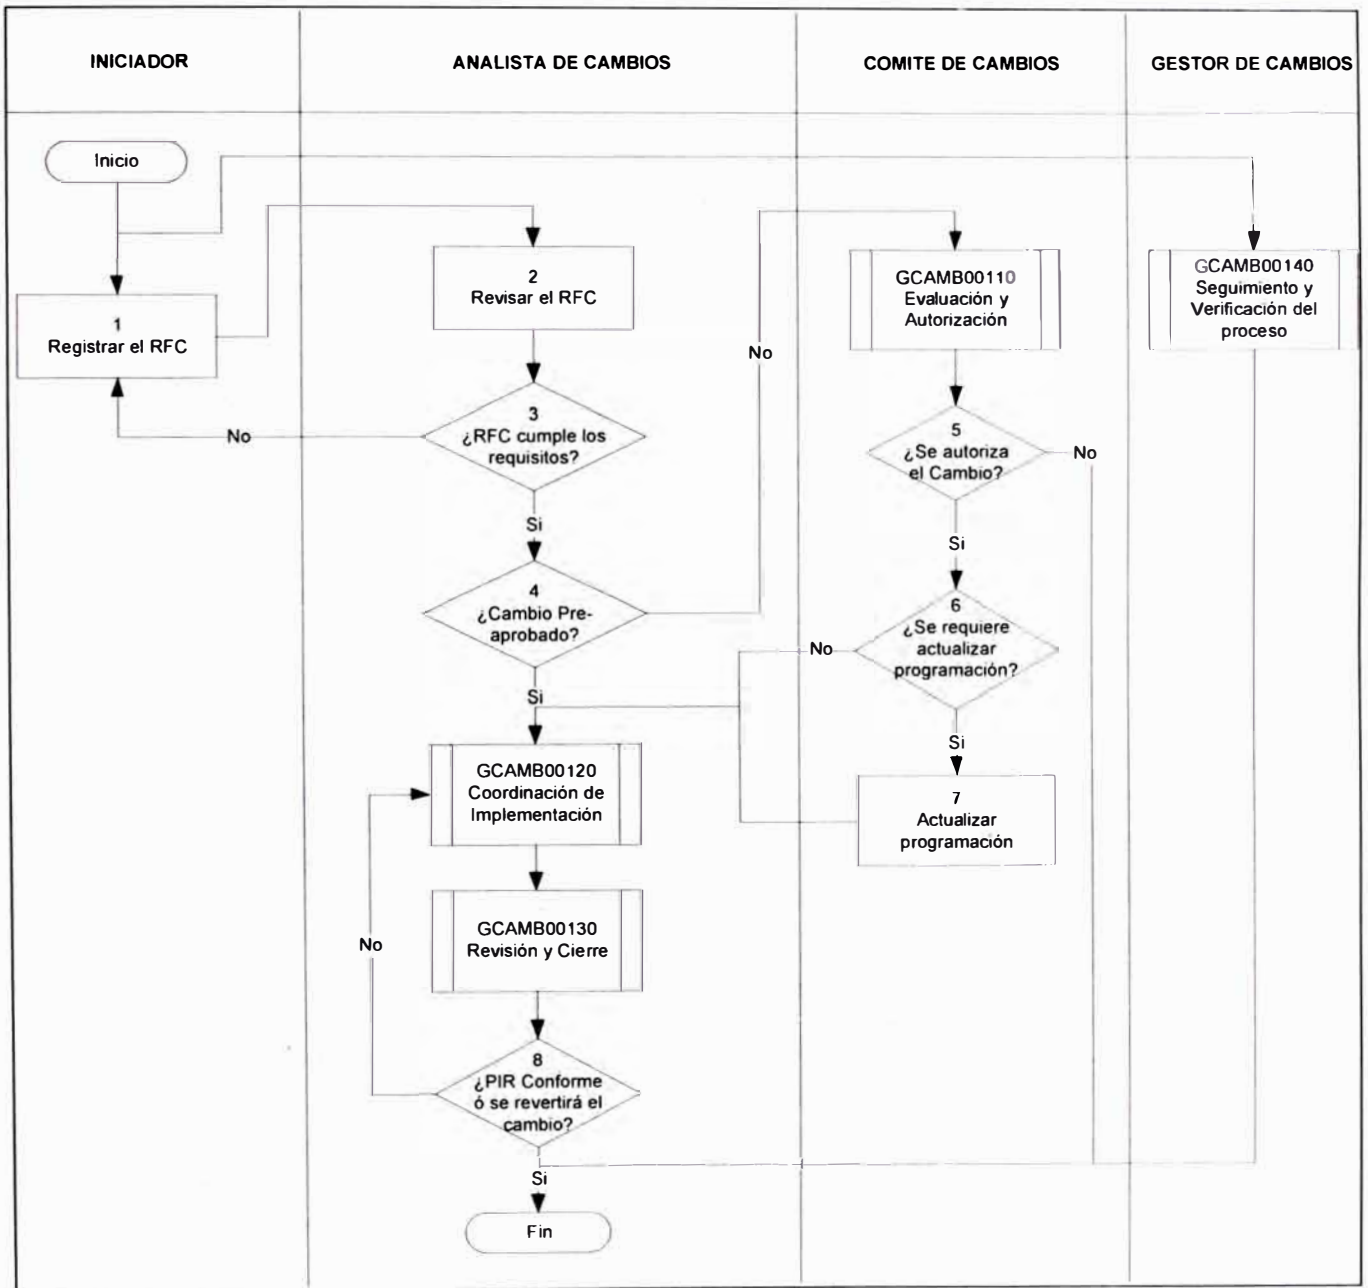 INICIADOR
ANALISTA DE CAMBIOS
COMITE DE CAMBIOS
GESTOR DE CAMBIOS
Inicio
1
Registrar el RFC
2
Revisar el RFC
3
¿RFC cumple los
requisitos?
No
Si
4
¿Cambio Pre-
aprobado?
No
Si
GCAMB00110
Evaluación y
Autorización
5
¿Se autoriza
el Cambio?
No
Si
6
¿Se requiere
actualizar
programación?
No
Si
7
Actualizar
programación
GCAMB00140
Seguimiento y
Verificación del
proceso
GCAMB00120
Coordinación de
Implementación
GCAMB00130
Revisión y Cierre
8
¿PIR Conforme
ó se revertirá el
cambio?
No
Si
Fin